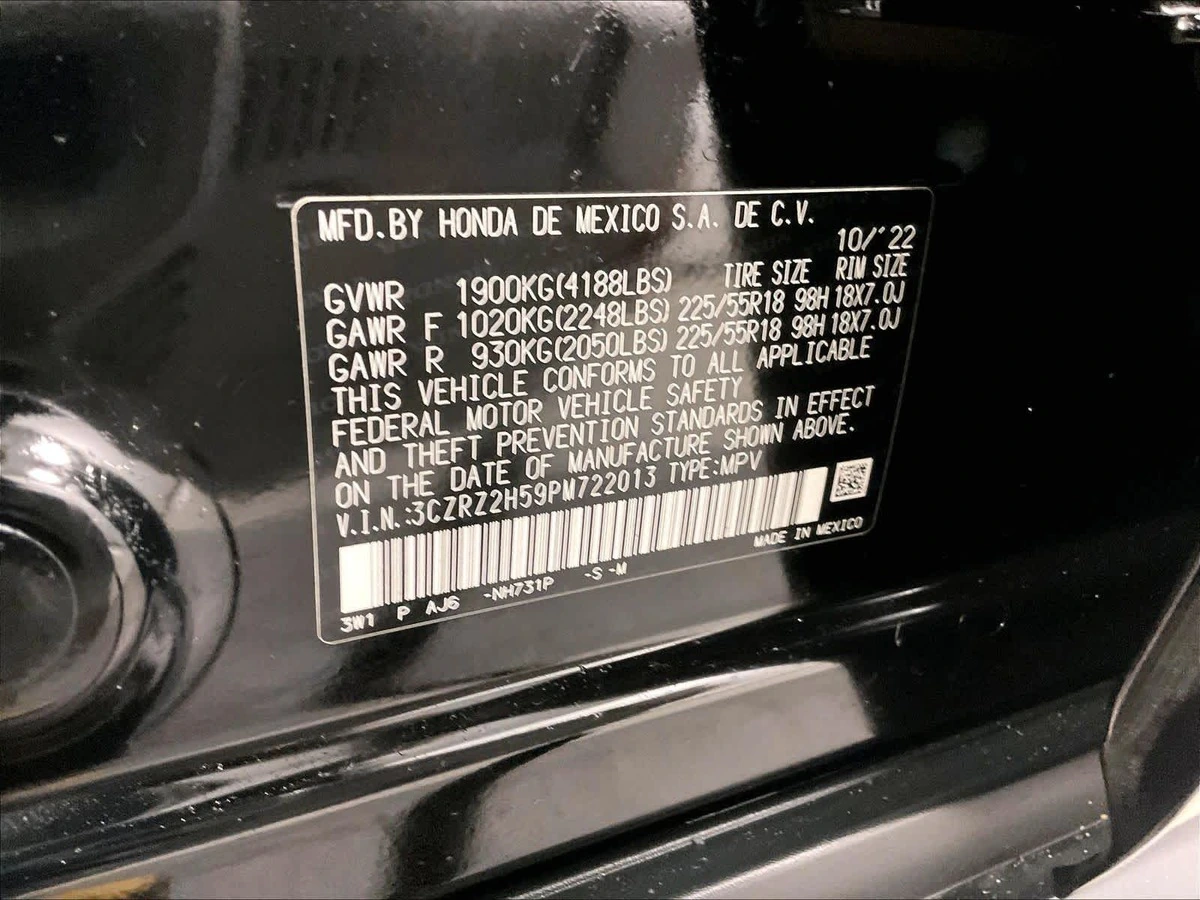 MFD.BY HONDA DE MEXICO S.A. DE C.V.
10/'22
GVWR 1900KG(4188LBS) TIRE SIZE RIM SIZE
GAWR F 1020KG(2248LBS) 225/55R18 98H 18X7.0J
GAWR R 930KG(2050LBS) 225/55R18 98H 18X7.0J
THIS VEHICLE CONFORMS TO ALL APPLICABLE
FEDERAL MOTOR VEHICLE SAFETY
AND THEFT PREVENTION STANDARDS IN EFFECT
ON THE DATE OF MANUFACTURE SHOWN ABOVE.
V.I.N.:3CZRZ2H59PM722013 TYPE:MPV
MADE IN MEXICO
3W1 P AJ6 -NH731P -S -M